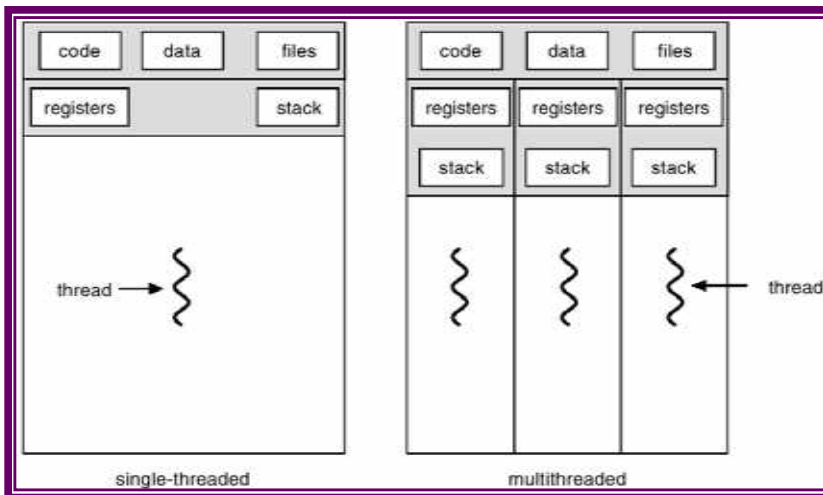 code data files
registers stack
thread
single-threaded
code data files
registers registers registers
stack stack stack
thread
multithreaded